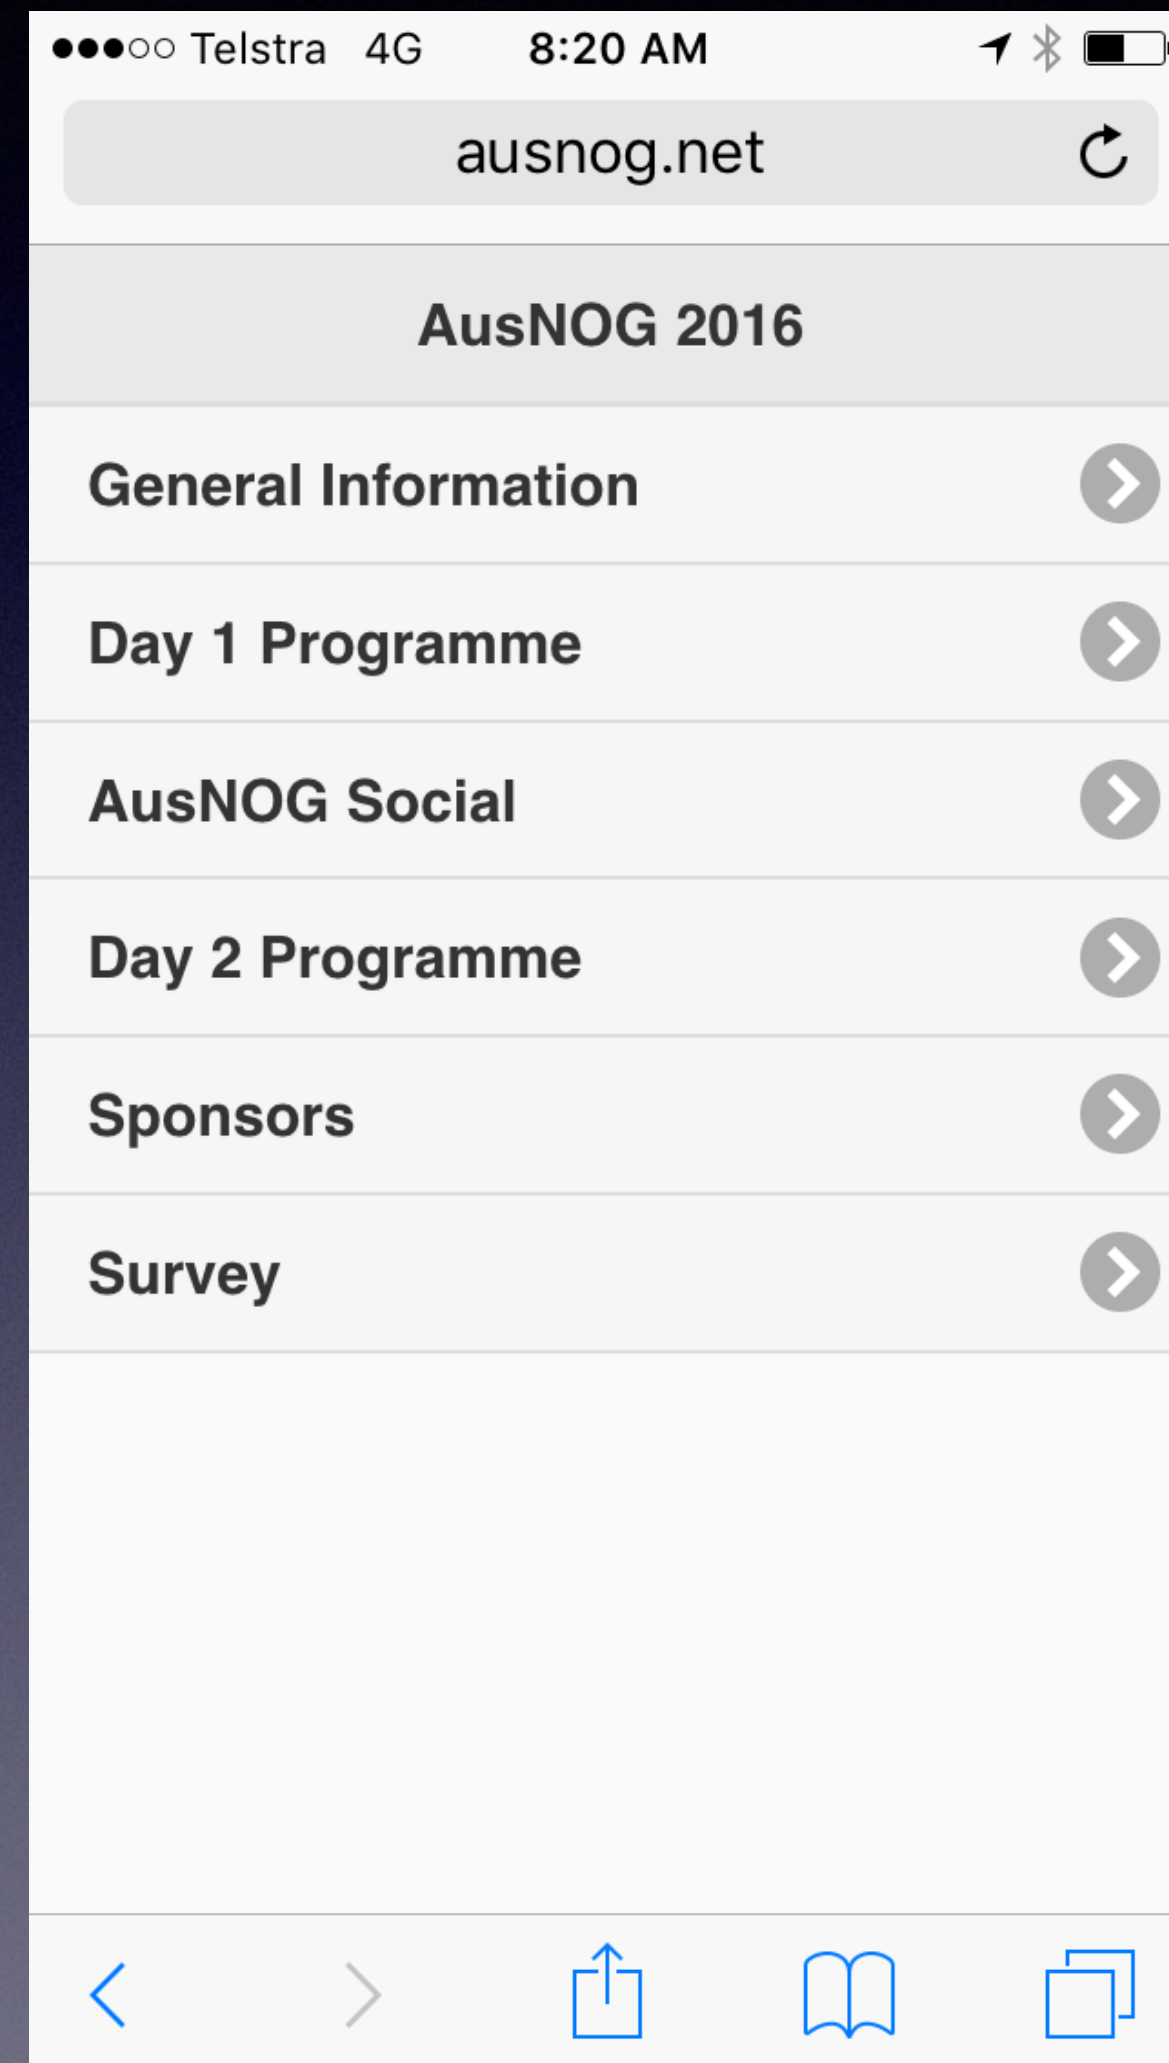 Telstra 4G 8:20 AM
ausnog.net
AusNOG 2016
General Information
Day 1 Programme
AusNOG Social
Day 2 Programme
Sponsors
Survey